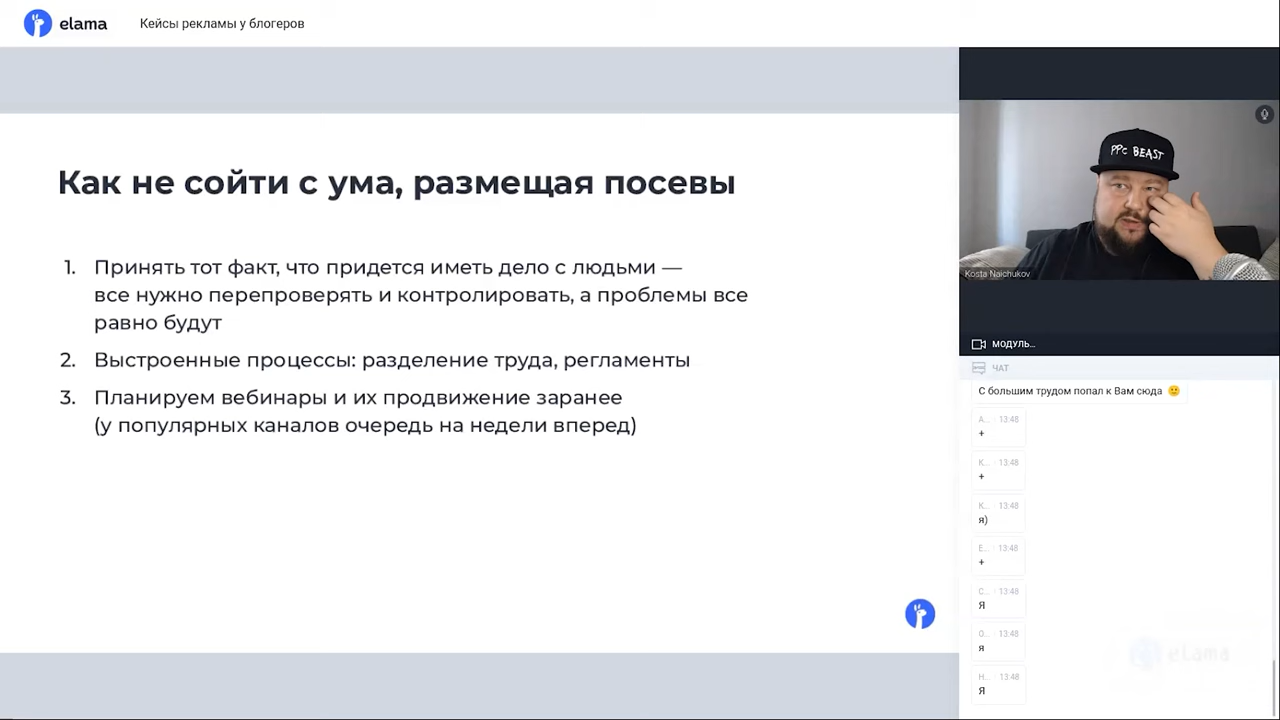 elama
Кейсы рекламы у блогеров
Как не сойти с ума, размещая посевы
1. Принять тот факт, что придется иметь дело с людьми —
все нужно перепроверять и контролировать, а проблемы все
равно будут
2. Выстроенные процессы: разделение труда, регламенты
3. Планируем вебинары и их продвижение заранее
(у популярных каналов очередь на недели вперед)
PPC BEAST
Kosta Naichukov
МОДУЛЬ...
ЧАТ
С большим трудом попал к Вам сюда 🙁
А... 13:48
+
К... 13:48
+
К... 13:48
я)
Е... 13:48
+
С... 13:48
Я
О... 13:48
я
Н... 13:48
Я
elama